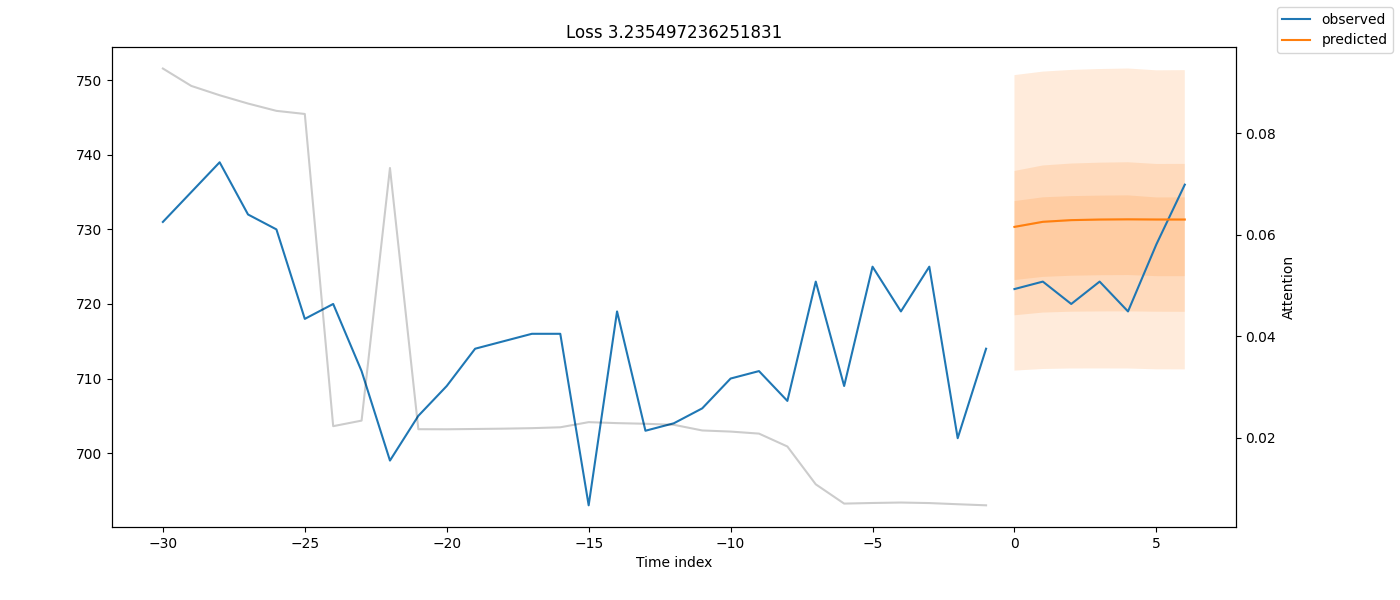 Loss 3.235497236251831
observed
predicted
750
740
730
720
710
700
0.08
0.06
0.04
0.02
Attention
−30 −25 −20 −15 −10 −5 0 5
Time index